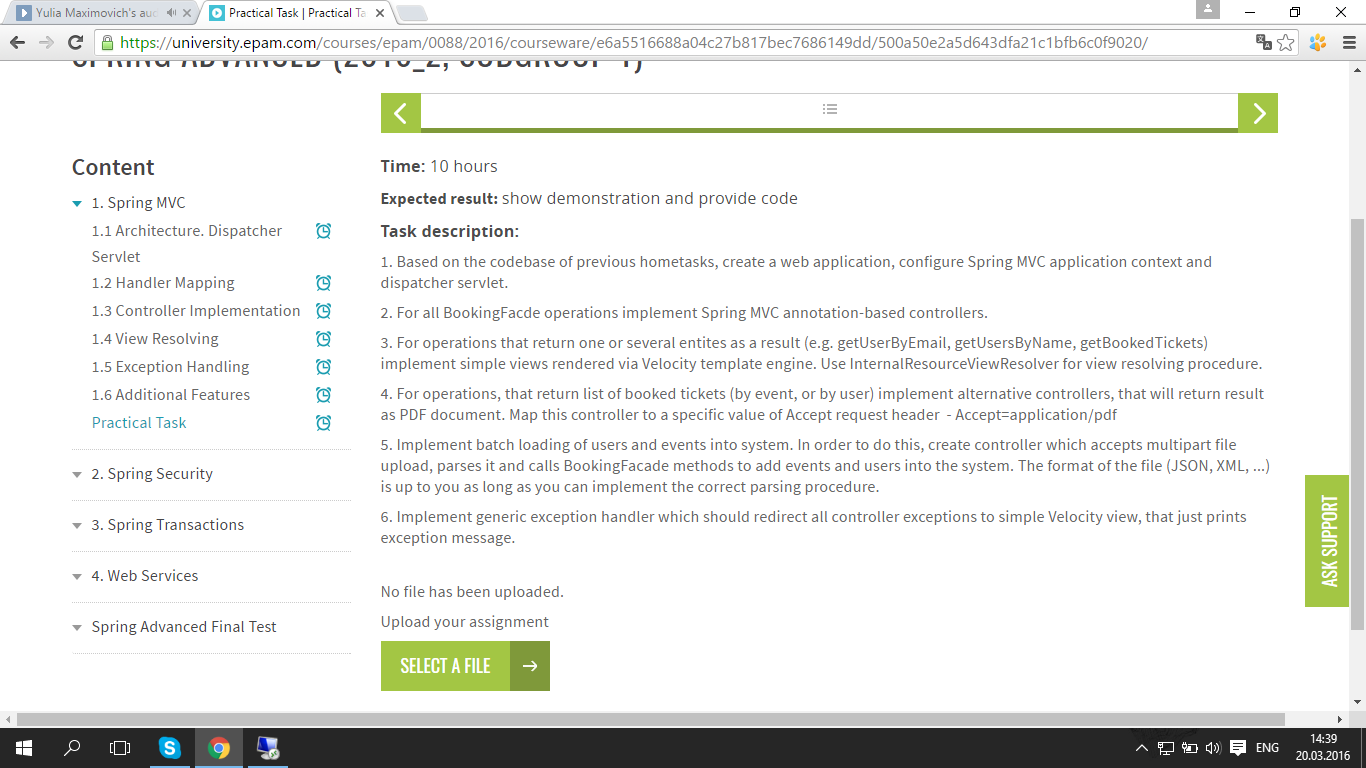 Yulia Maximovich's aud
Practical Task | Practical Ta
https://university.epam.com/courses/epam/0088/2016/courseware/e6a5516688a04c27b817bec7686149dd/500a50e2a5d643dfa21c1bfb6c0f9020/
SPRING ADVANCED (2016_2, SUBGROUP 1)
Content
1. Spring MVC
1.1 Architecture. Dispatcher
Servlet
1.2 Handler Mapping
1.3 Controller Implementation
1.4 View Resolving
1.5 Exception Handling
1.6 Additional Features
Practical Task
2. Spring Security
3. Spring Transactions
4. Web Services
Spring Advanced Final Test
Time: 10 hours
Expected result: show demonstration and provide code
Task description:
1. Based on the codebase of previous hometasks, create a web application, configure Spring MVC application context and
dispatcher servlet.
2. For all BookingFacde operations implement Spring MVC annotation-based controllers.
3. For operations that return one or several entites as a result (e.g. getUserByEmail, getUsersByName, getBookedTickets)
implement simple views rendered via Velocity template engine. Use InternalResourceViewResolver for view resolving procedure.
4. For operations, that return list of booked tickets (by event, or by user) implement alternative controllers, that will return result
as PDF document. Map this controller to a specific value of Accept request header - Accept=application/pdf
5. Implement batch loading of users and events into system. In order to do this, create controller which accepts multipart file
upload, parses it and calls BookingFacade methods to add events and users into the system. The format of the file (JSON, XML, ...)
is up to you as long as you can implement the correct parsing procedure.
6. Implement generic exception handler which should redirect all controller exceptions to simple Velocity view, that just prints
exception message.
No file has been uploaded.
Upload your assignment
SELECT A FILE
ASK SUPPORT
ENG
14:39
20.03.2016